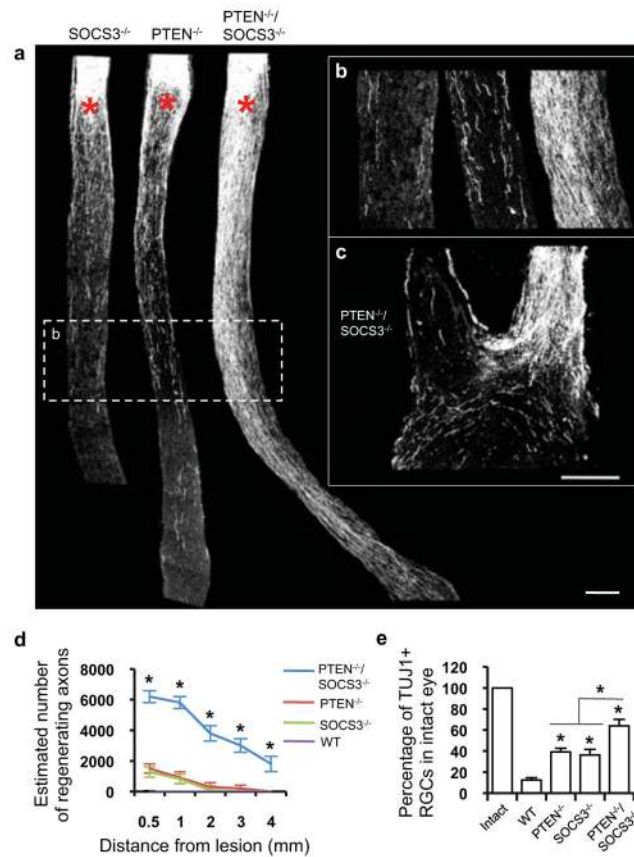 SOCS3-/- PTEN-/- PTEN-/-/
SOCS3-/-
a
*
*
*
b
b
c
PTEN-/-/
SOCS3-/-
d
Estimated number
of regenerating axons
8000
6000
4000
2000
0
* * * * *
0.5 1 2 3 4
Distance from lesion (mm)
PTEN-/-/
SOCS3-/-
PTEN-/-
SOCS3-/-
WT
e
Percentage of TUJ1+
RGCs in intact eye
120
100
80
60
40
20
0
*
* * *
Intact
WT
PTEN-/-
SOCS3-/-
PTEN-/-/
SOCS3-/-